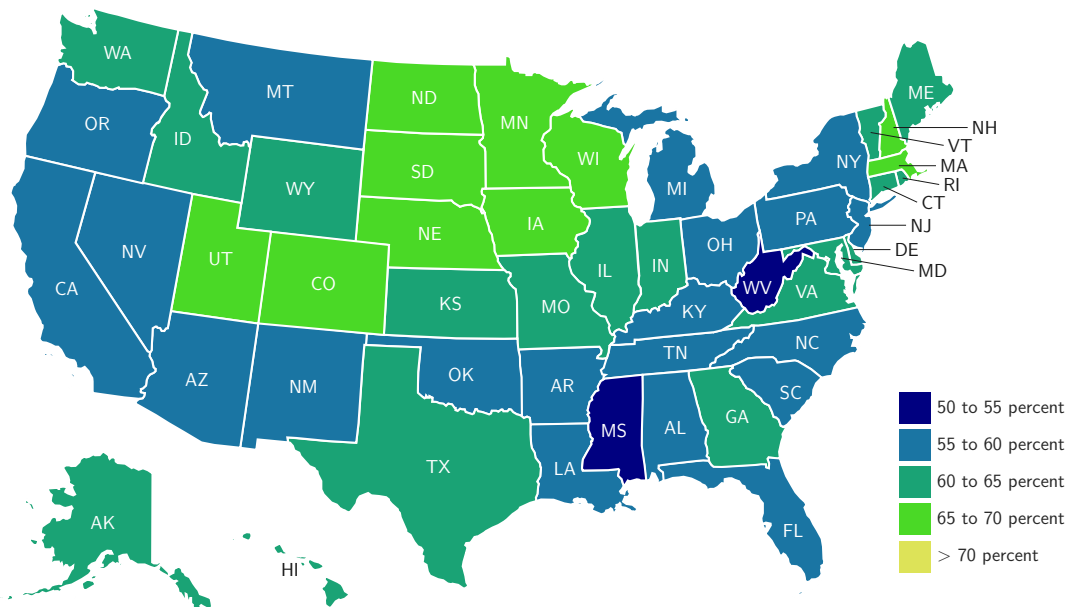 WA
ME
MT
ND
OR
MN
NH
ID
VT
WI
NY
MA
SD
RI
WY
MI
CT
PA
NJ
NE
IA
OH
DE
NV
UT
IN
MD
IL
CO
WV
CA
VA
KS
MO
KY
NC
TN
OK
AZ
NM
AR
SC
50 to 55 percent
GA
AL
MS
55 to 60 percent
TX
LA
60 to 65 percent
65 to 70 percent
AK
FL
> 70 percent
HI